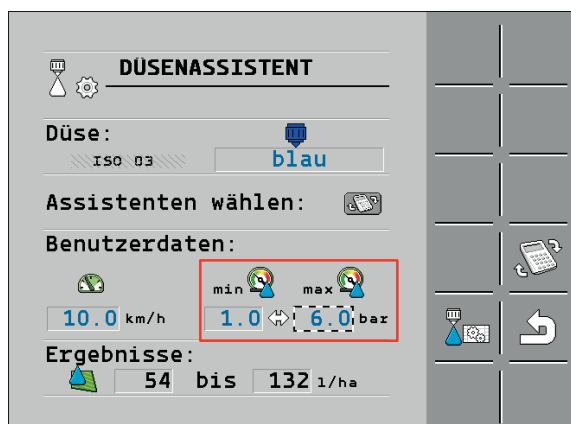 DÜSENASSISTENT
Düse:
ISO 03 blau
Assistenten wählen:
Benutzerdaten:
min max
10.0 km/h 1.0 6.0 bar
Ergebnisse:
54 bis 132 l/ha